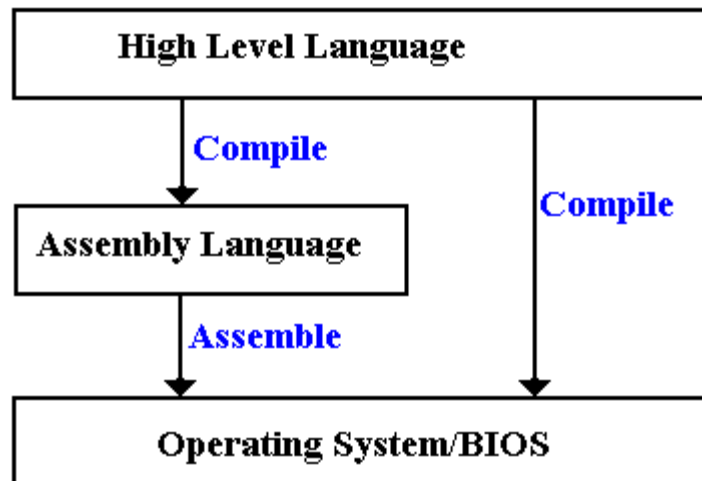 High Level Language
Compile
Compile
Assembly Language
Assemble
Operating System/BIOS